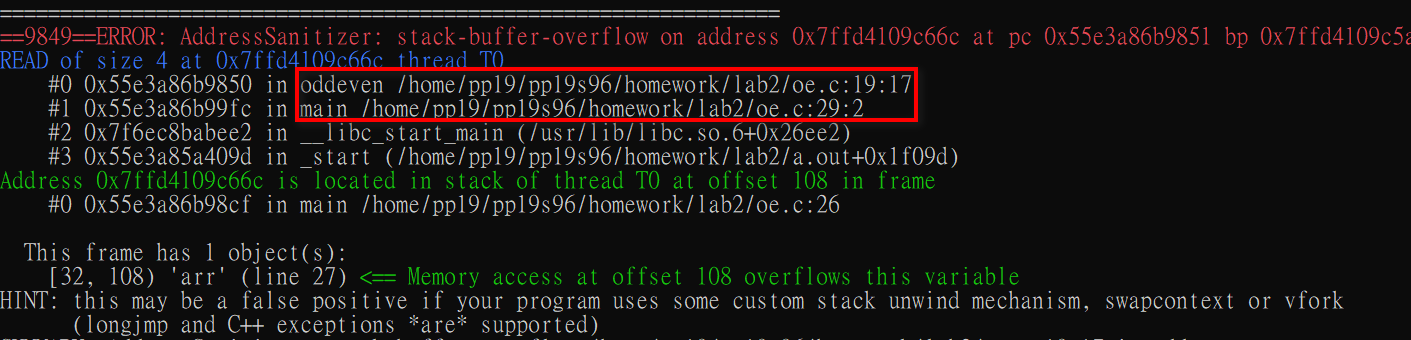 =================================================================
==9849==ERROR: AddressSanitizer: stack-buffer-overflow on address 0x7ffd4109c66c at pc 0x55e3a86b9851 bp 0x7ffd4109c5a
READ of size 4 at 0x7ffd4109c66c thread T0
#0 0x55e3a86b9850 in oddeven /home/pp19/pp19s96/homework/lab2/oe.c:19:17
#1 0x55e3a86b99fc in main /home/pp19/pp19s96/homework/lab2/oe.c:29:2
#2 0x7f6ec8babee2 in __libc_start_main (/usr/lib/libc.so.6+0x26ee2)
#3 0x55e3a85a409d in _start (/home/pp19/pp19s96/homework/lab2/a.out+0x1f09d)
Address 0x7ffd4109c66c is located in stack of thread T0 at offset 108 in frame
#0 0x55e3a86b98cf in main /home/pp19/pp19s96/homework/lab2/oe.c:26
This frame has 1 object(s):
[32, 108) 'arr' (line 27) <== Memory access at offset 108 overflows this variable
HINT: this may be a false positive if your program uses some custom stack unwind mechanism, swapcontext or vfork
(longjmp and C++ exceptions *are* supported)